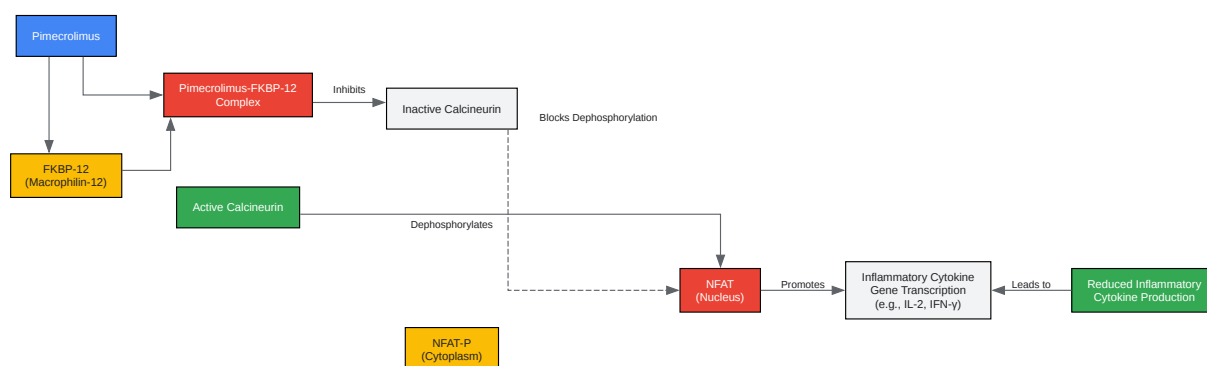 Pimecrolimus
Pimecrolimus-FKBP-12
Complex
Inhibits
Inactive Calcineurin
Blocks Dephosphorylation
FKBP-12
(Macrophilin-12)
Active Calcineurin
Dephosphorylates
NFAT
(Nucleus)
Promotes
Inflammatory Cytokine
Gene Transcription
(e.g., IL-2, IFN-γ)
Leads to
Reduced Inflammatory
Cytokine Production
NFAT-P
(Cytoplasm)